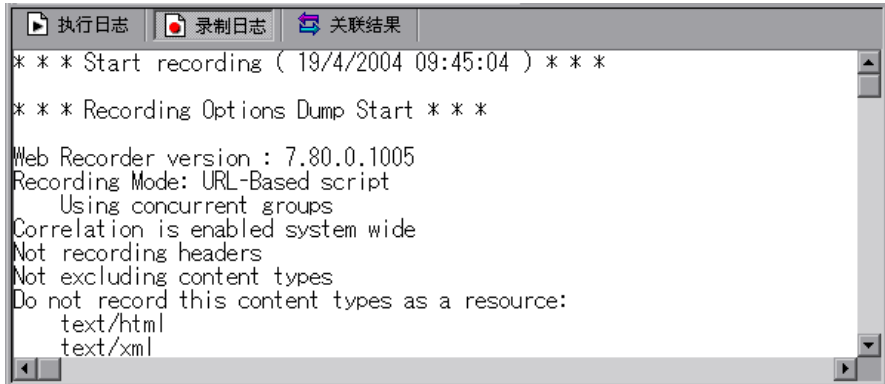 执行日志 录制日志 关联结果
* * * Start recording ( 19/4/2004 09:45:04 ) * * *
* * * Recording Options Dump Start * * *
Web Recorder version : 7.80.0.1005
Recording Mode: URL-Based script
Using concurrent groups
Correlation is enabled system wide
Not recording headers
Not excluding content types
Do not record this content types as a resource:
text/html
text/xml